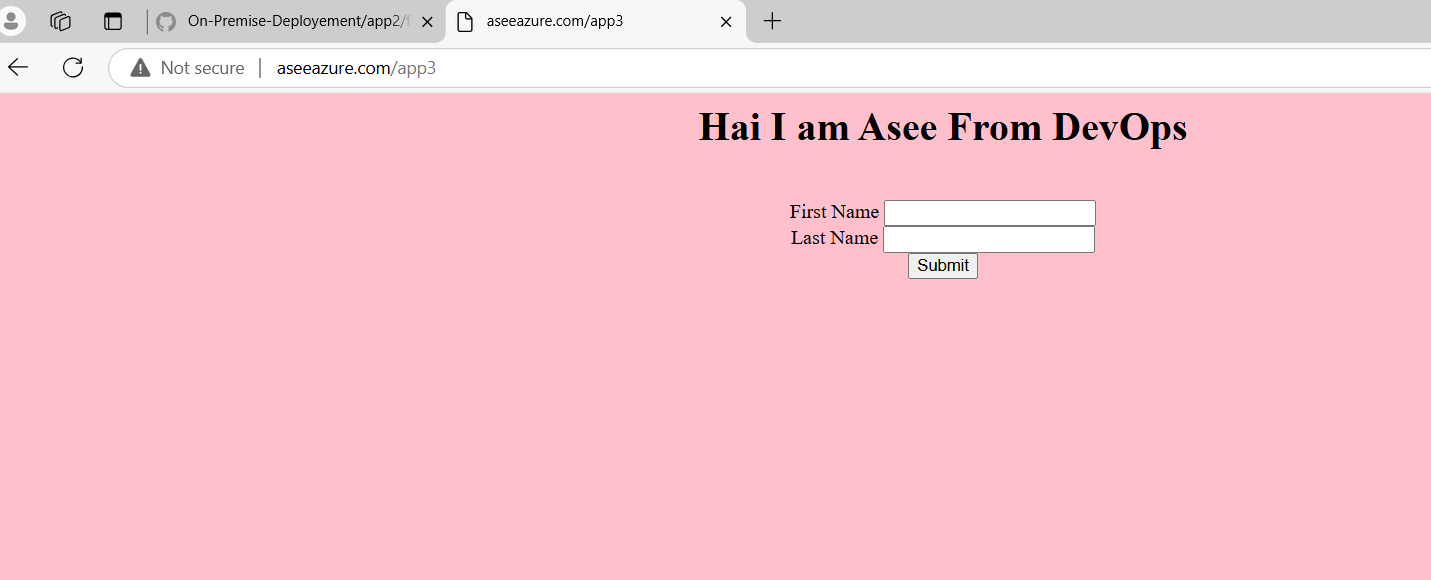 On-Premise-Deployement/app2/
aseeazure.com/app3
Not secure
aseeazure.com/app3
Hai I am Asee From DevOps
First Name
Last Name
Submit